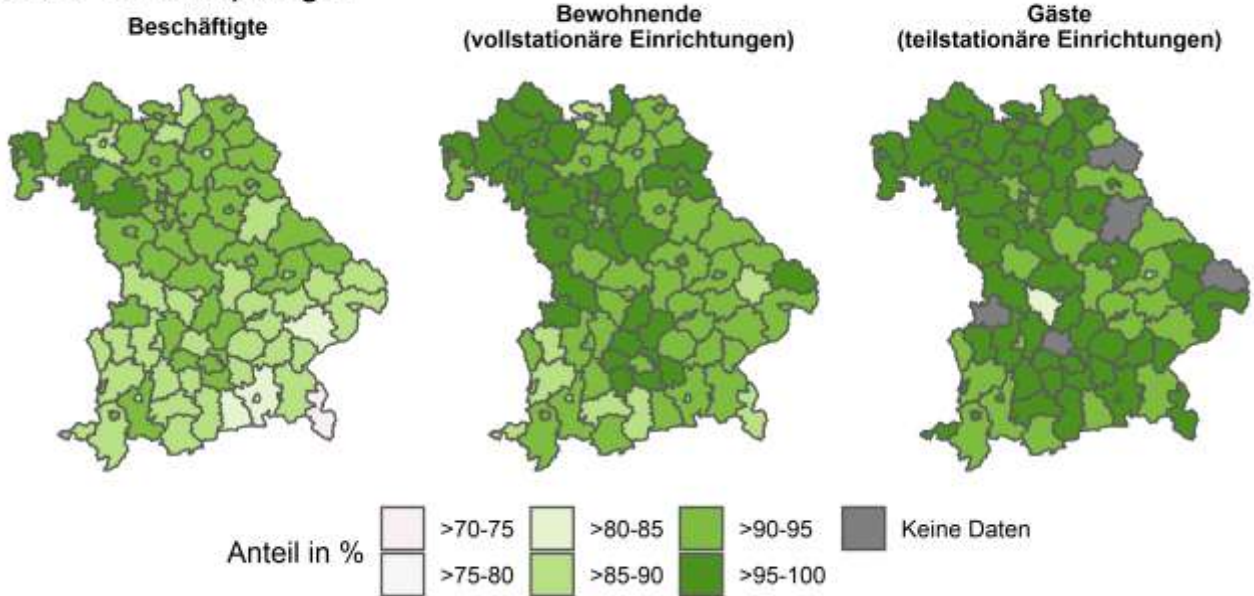 Beschäftigte
Bewohnende
(vollstationäre Einrichtungen)
Gäste
(teilstationäre Einrichtungen)
Anteil in %
>70-75
>80-85
>90-95
Keine Daten
>75-80
>85-90
>95-100